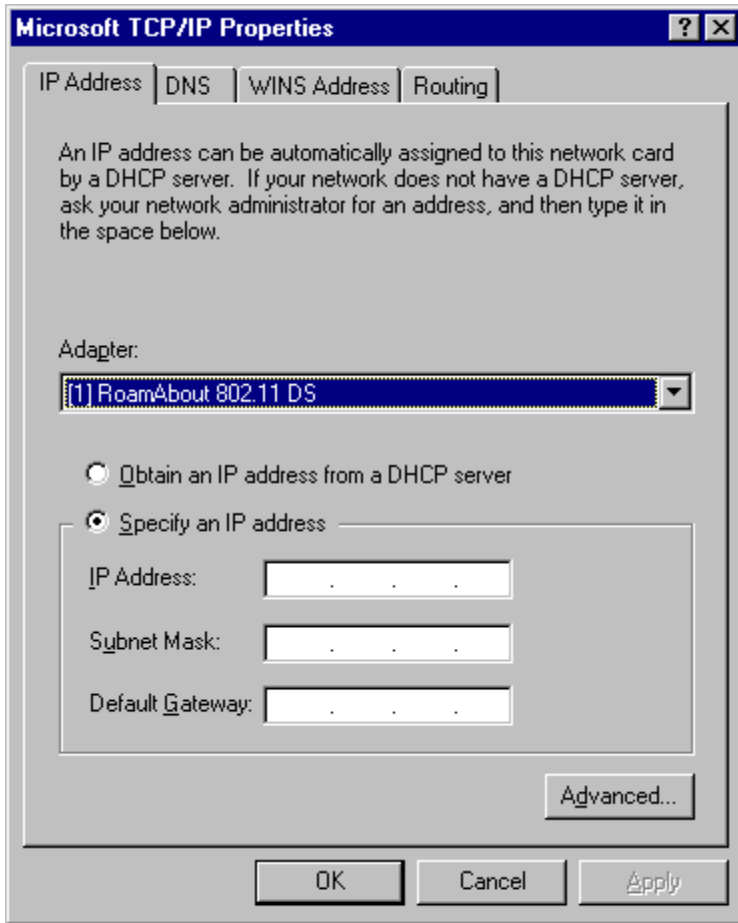 Microsoft TCP/IP Properties
IP Address DNS WINS Address Routing
An IP address can be automatically assigned to this network card
by a DHCP server.  If your network does not have a DHCP server,
ask your network administrator for an address, and then type it in
the space below.
Adapter:
[1] RoamAbout 802.11 DS
Obtain an IP address from a DHCP server
Specify an IP address
IP Address: . . .
Subnet Mask: . . .
Default Gateway: . . .
Advanced...
OK Cancel Apply